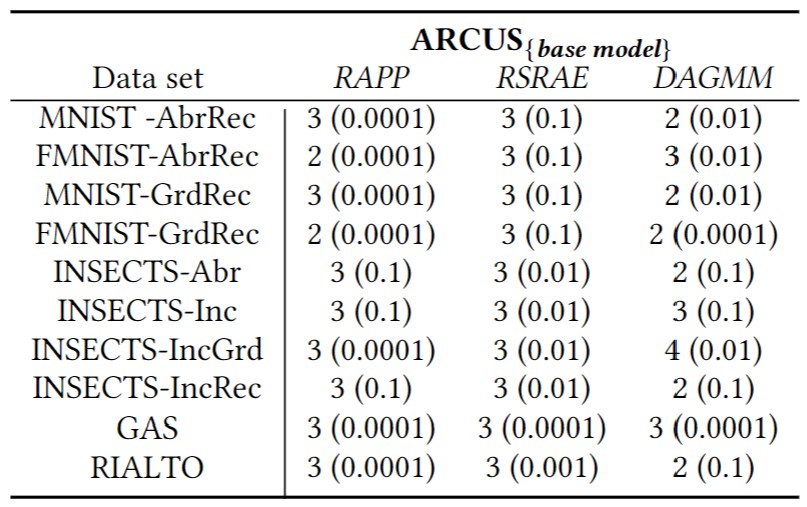 ARCUS{base model}
Data set RAPP RSRAE DAGMM
MNIST -AbrRec 3 (0.0001) 3 (0.1) 2 (0.01)
FMNIST-AbrRec 2 (0.0001) 3 (0.1) 3 (0.01)
MNIST-GrdRec 3 (0.0001) 3 (0.1) 2 (0.01)
FMNIST-GrdRec 2 (0.0001) 3 (0.1) 2 (0.0001)
INSECTS-Abr 3 (0.1) 3 (0.01) 2 (0.1)
INSECTS-Inc 3 (0.1) 3 (0.01) 3 (0.1)
INSECTS-IncGrd 3 (0.0001) 3 (0.01) 4 (0.01)
INSECTS-IncRec 3 (0.1) 3 (0.01) 2 (0.1)
GAS 3 (0.0001) 3 (0.0001) 3 (0.0001)
RIALTO 3 (0.0001) 3 (0.001) 2 (0.1)